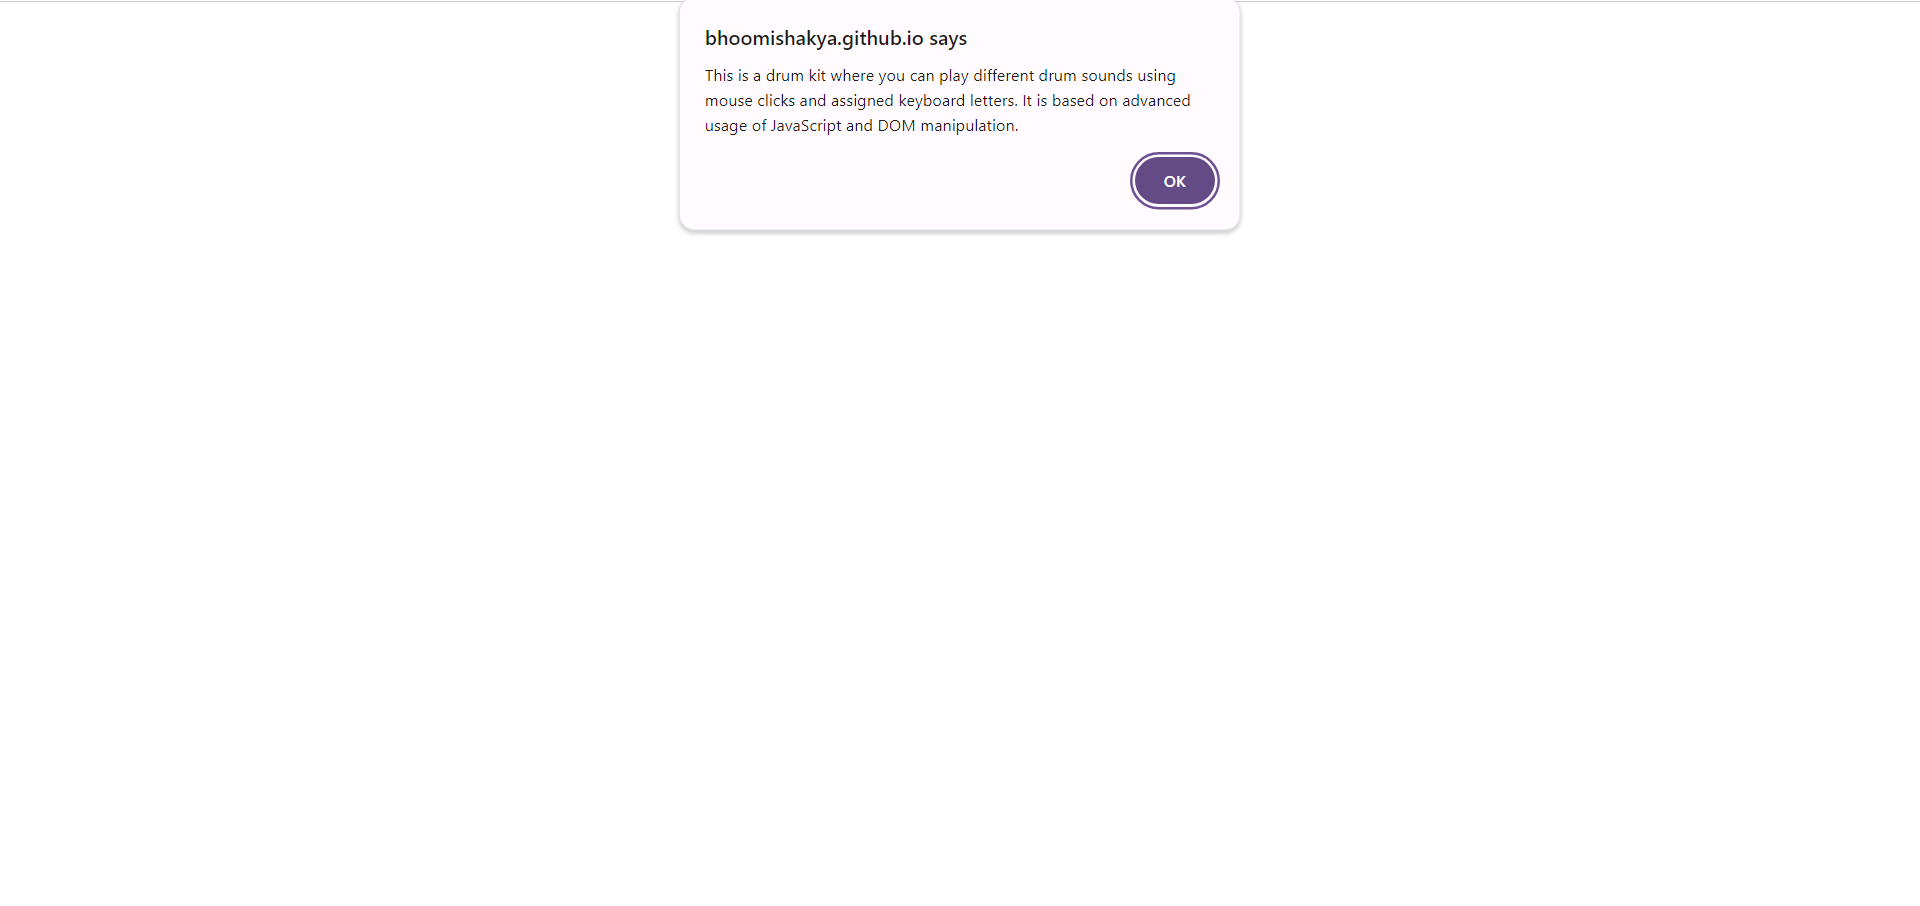 bhoomishakya.github.io says
This is a drum kit where you can play different drum sounds using
mouse clicks and assigned keyboard letters. It is based on advanced
usage of JavaScript and DOM manipulation.
OK